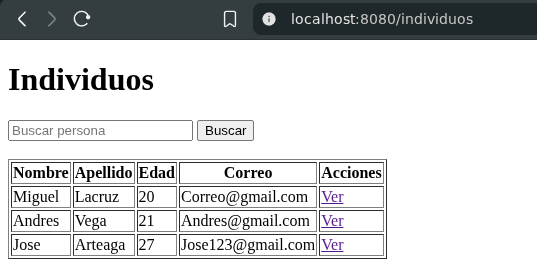 localhost:8080/individuos
Individuos
Buscar persona Buscar
Nombre Apellido Edad Correo Acciones
Miguel Lacruz 20 Correo@gmail.com Ver
Andres Vega 21 Andres@gmail.com Ver
Jose Arteaga 27 Jose123@gmail.com Ver